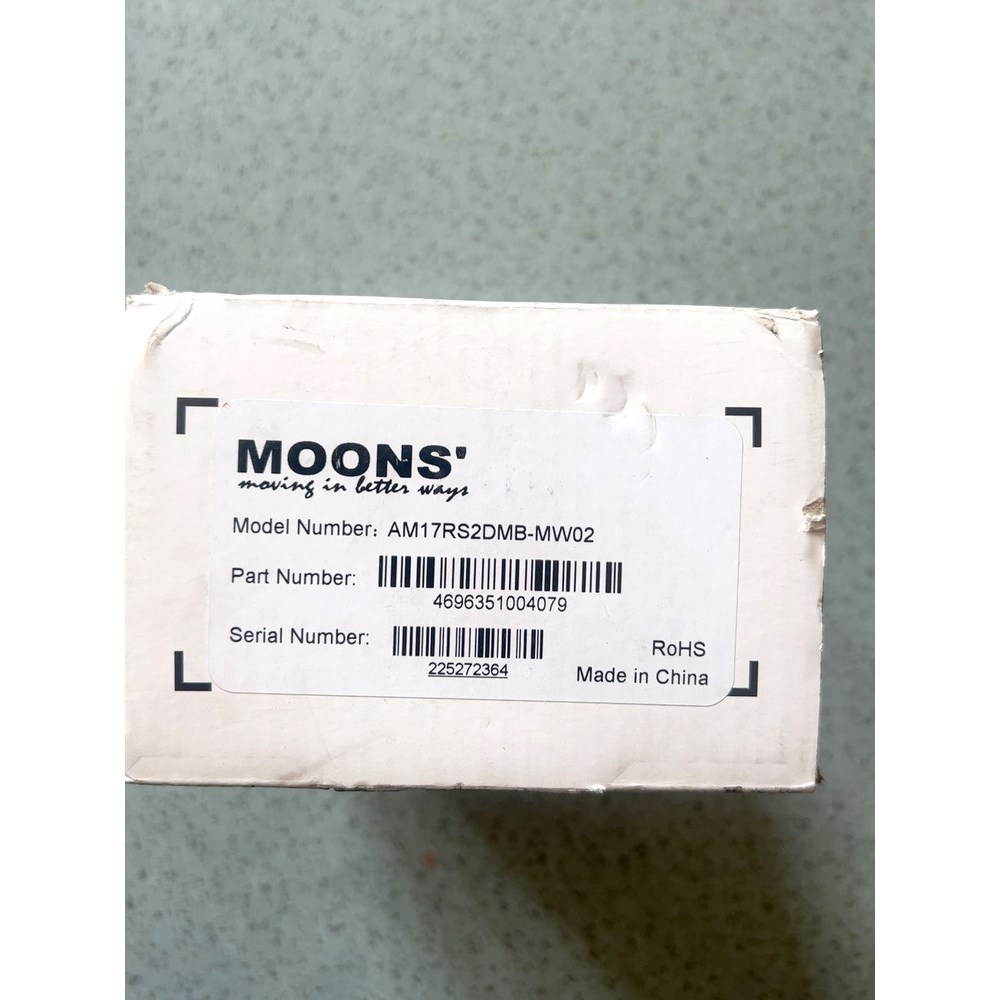 MOONS'
moving in better ways
Model Number: AM17RS2DMB-MW02
Part Number:
4696351004079
Serial Number:
225272364
RoHS
Made in China